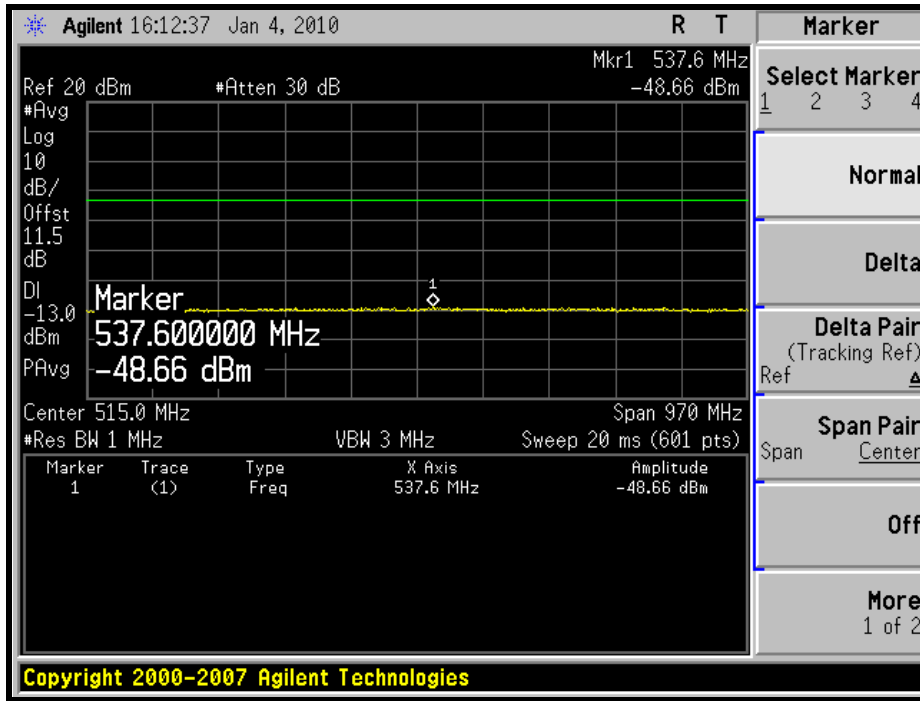 Agilent 16:12:37 Jan 4, 2010 R T
Mkr1 537.6 MHz
Ref 20 dBm #Atten 30 dB -48.66 dBm
#Avg
Log
10
dB/
Offst
11.5
dB
DI
-13.0
dBm
PAvg
1
Marker
537.600000 MHz
-48.66 dBm
Center 515.0 MHz Span 970 MHz
#Res BW 1 MHz VBW 3 MHz Sweep 20 ms (601 pts)
Marker Trace Type X Axis Amplitude
1 (1) Freq 537.6 MHz -48.66 dBm
Copyright 2000-2007 Agilent Technologies
Marker
Select Marker
1 2 3 4
Normal
Delta
Delta Pair
(Tracking Ref)
Ref Δ
Span Pair
Span Center
Off
More
1 of 2